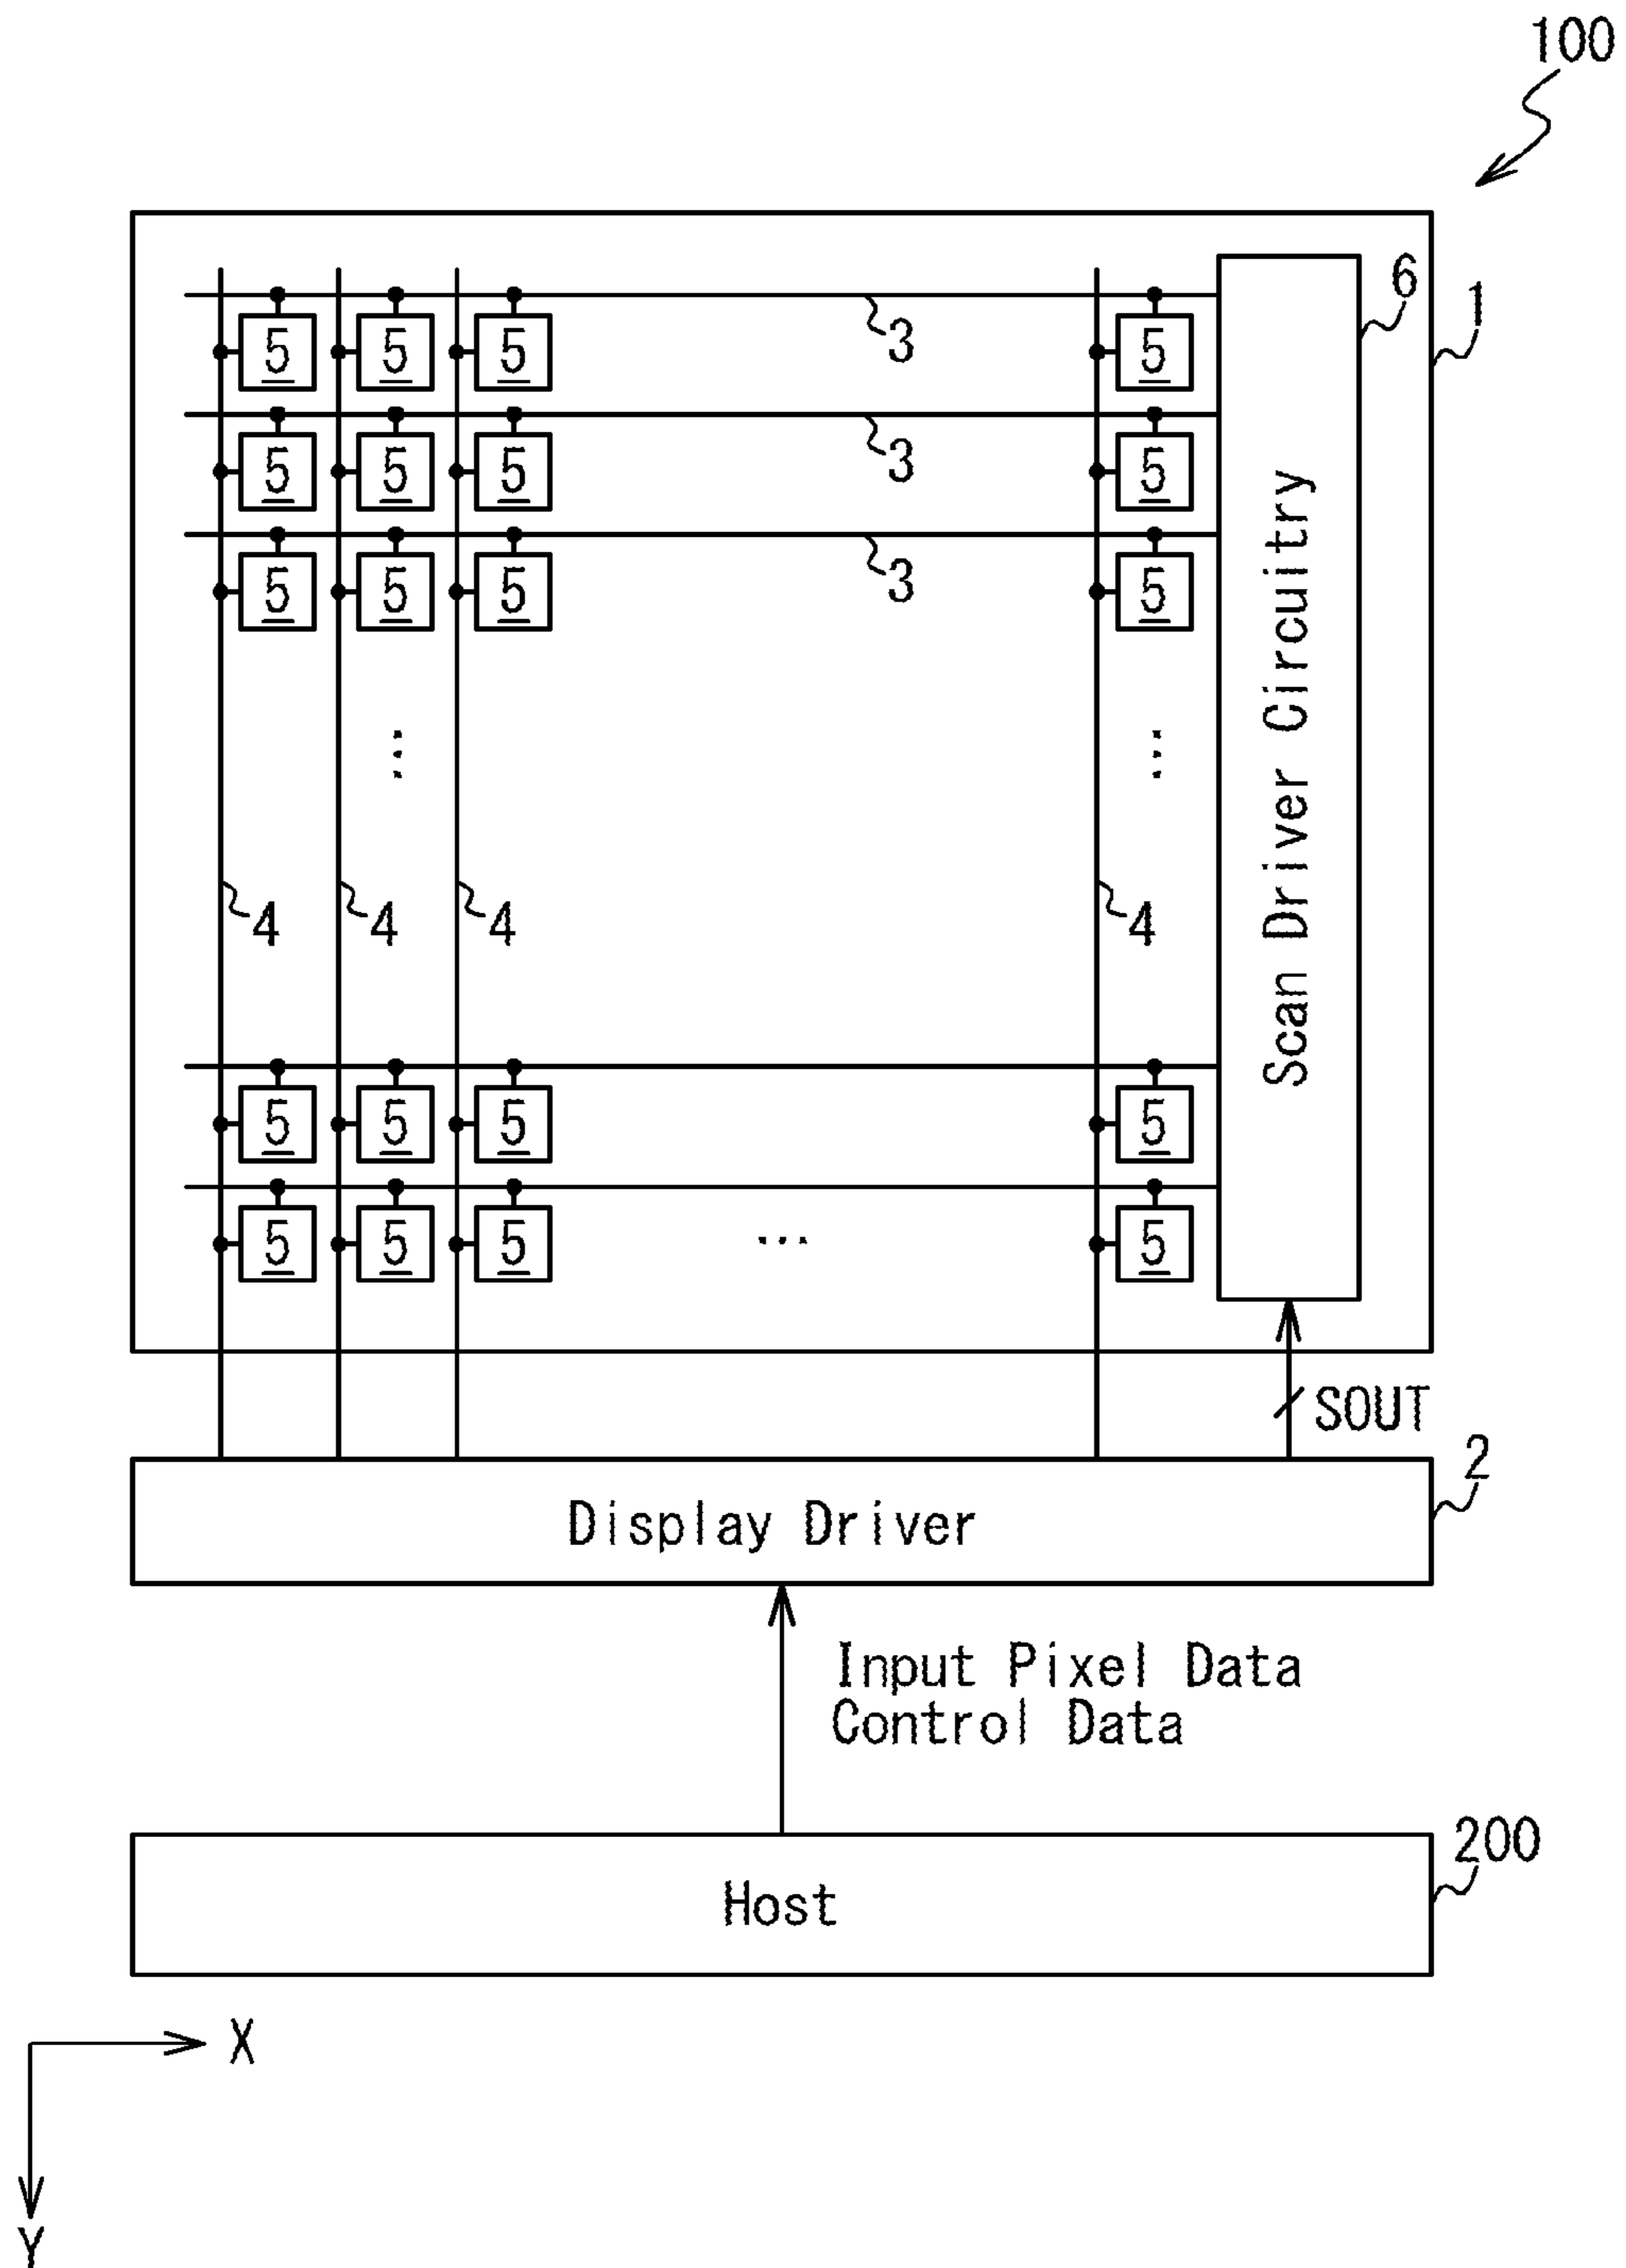 100
6
1
5 5 5 3 5
5 5 5 3 5
5 5 5 3 5
Scan Driver Circuitry
⋮ ⋮
4 4 4 4
5 5 5 5
5 5 5 ... 5
SOUT
2
Display Driver
Input Pixel Data
Control Data
200
Host
X
Y